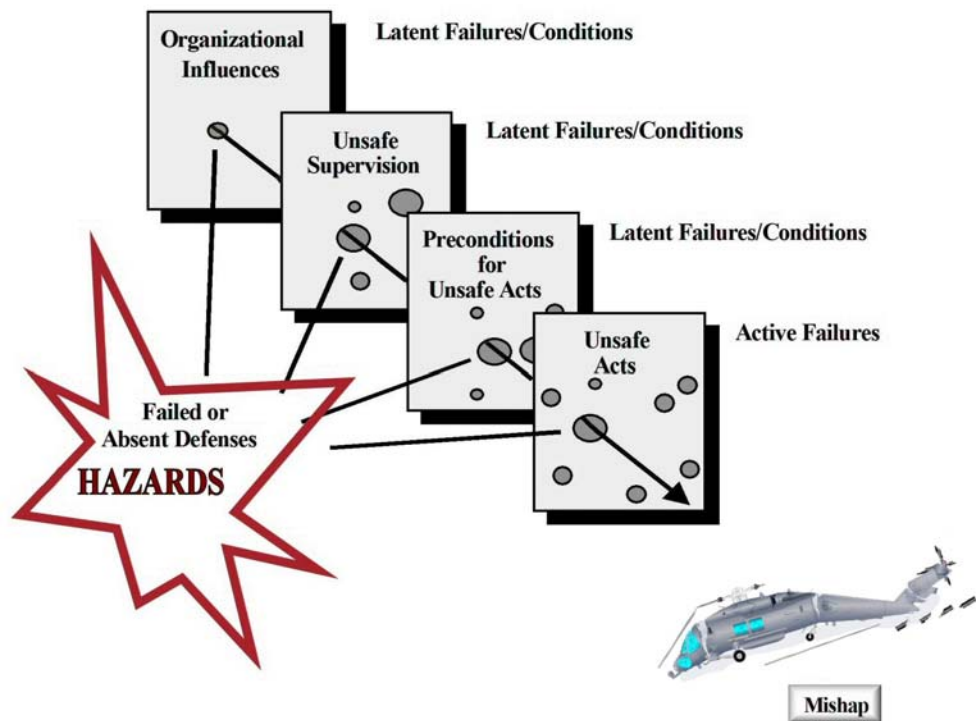 Organizational
Influences
Latent Failures/Conditions
Unsafe
Supervision
Latent Failures/Conditions
Preconditions
for
Unsafe Acts
Latent Failures/Conditions
Unsafe
Acts
Active Failures
Failed or
Absent Defenses
HAZARDS
Mishap